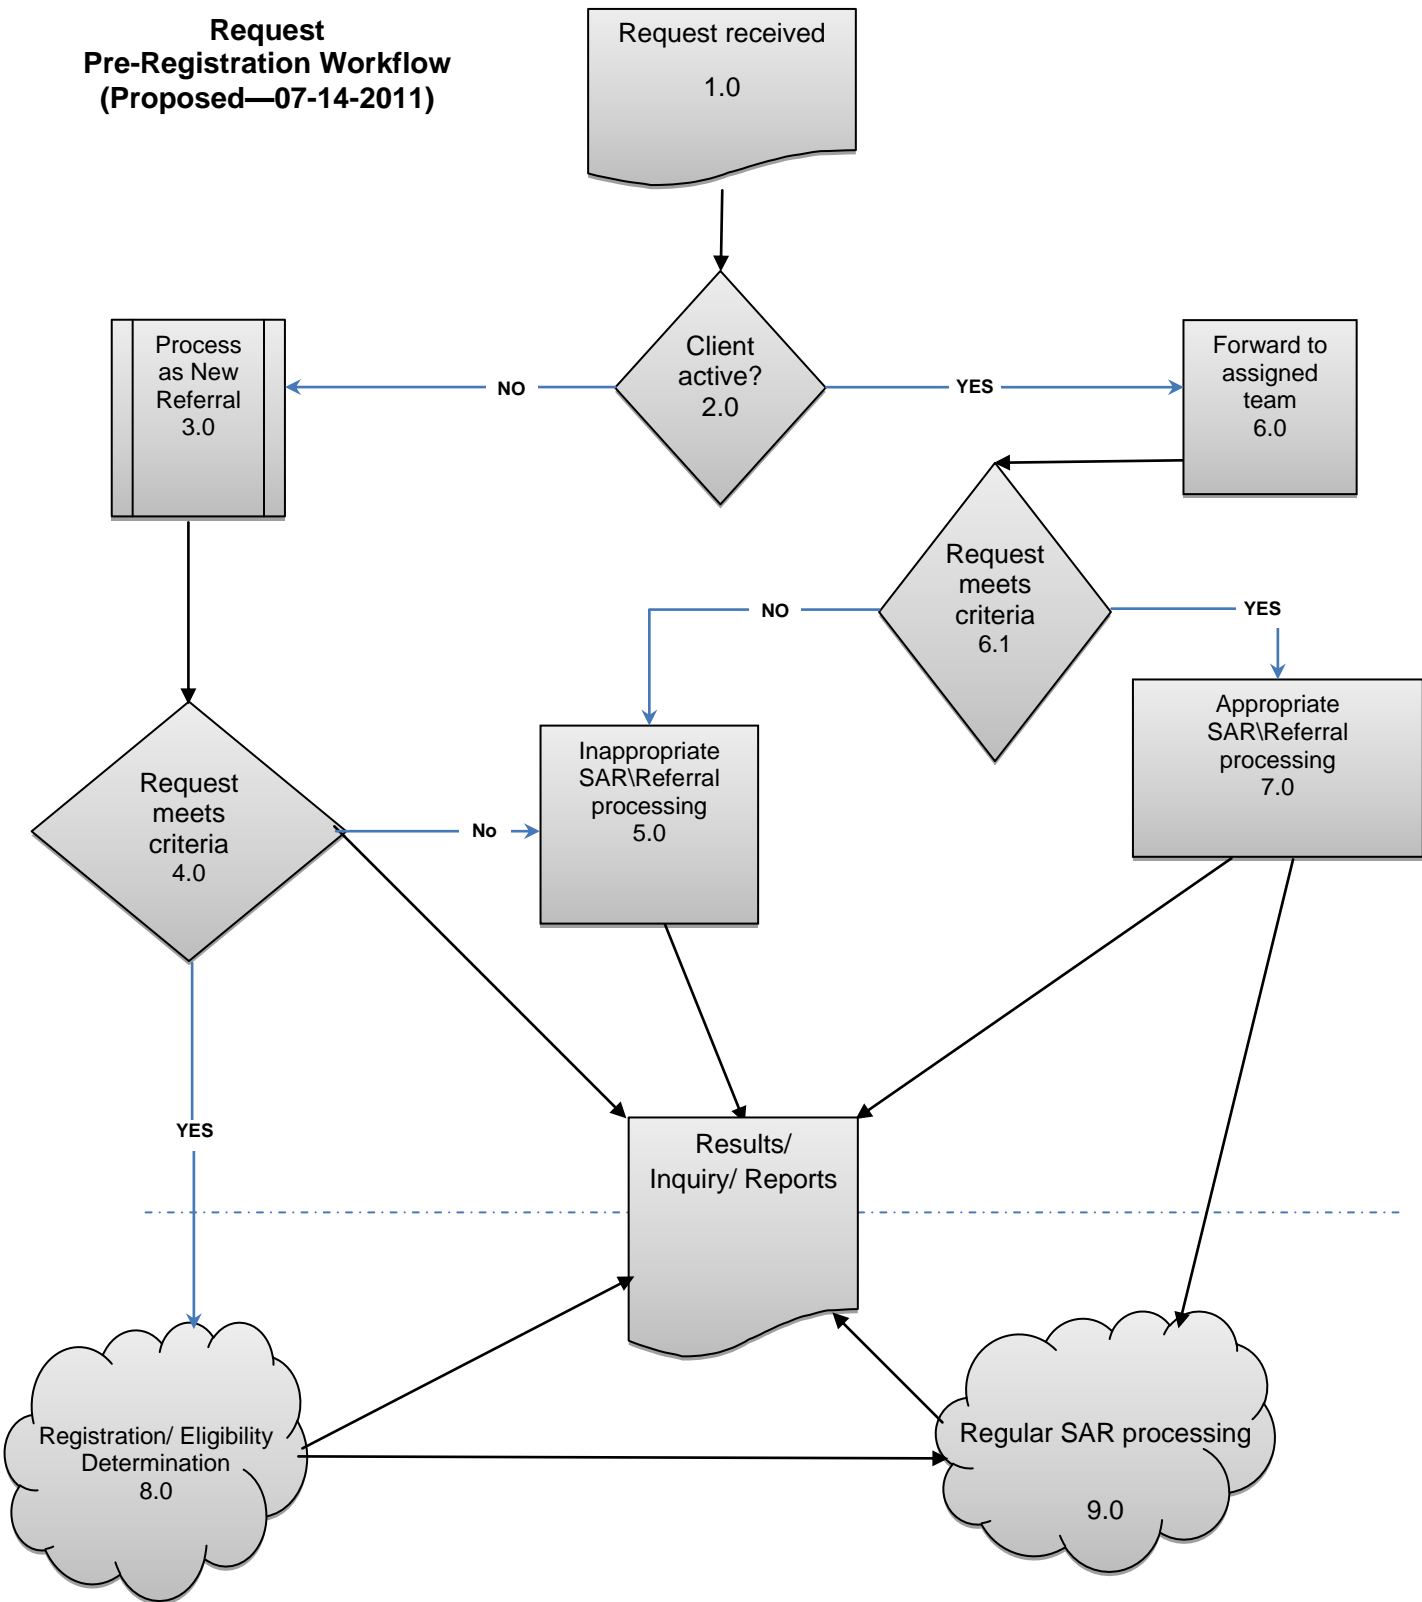 Request
Pre-Registration Workflow
(Proposed—07-14-2011)
Request received
1.0
Client
active?
2.0
NO
YES
Process
as New
Referral
3.0
Forward to
assigned
team
6.0
Request
meets
criteria
6.1
NO
YES
Inappropriate
SAR\Referral
processing
5.0
Appropriate
SAR\Referral
processing
7.0
Request
meets
criteria
4.0
No
YES
Results/
Inquiry/ Reports
Registration/ Eligibility
Determination
8.0
Regular SAR processing
9.0